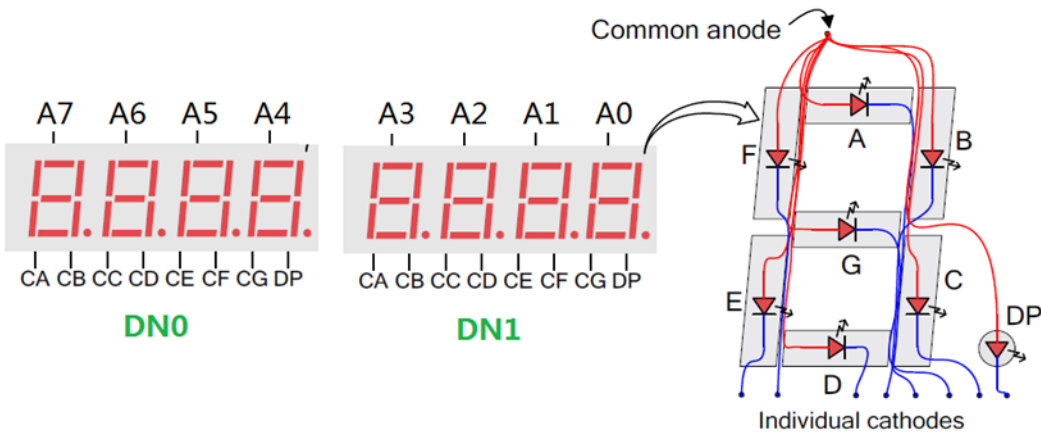 Common anode
A7 A6 A5 A4
A3 A2 A1 A0
CA CB CC CD CE CF CG DP
CA CB CC CD CE CF CG DP
DN0
DN1
A
F
B
G
E
C
DP
D
Individual cathodes